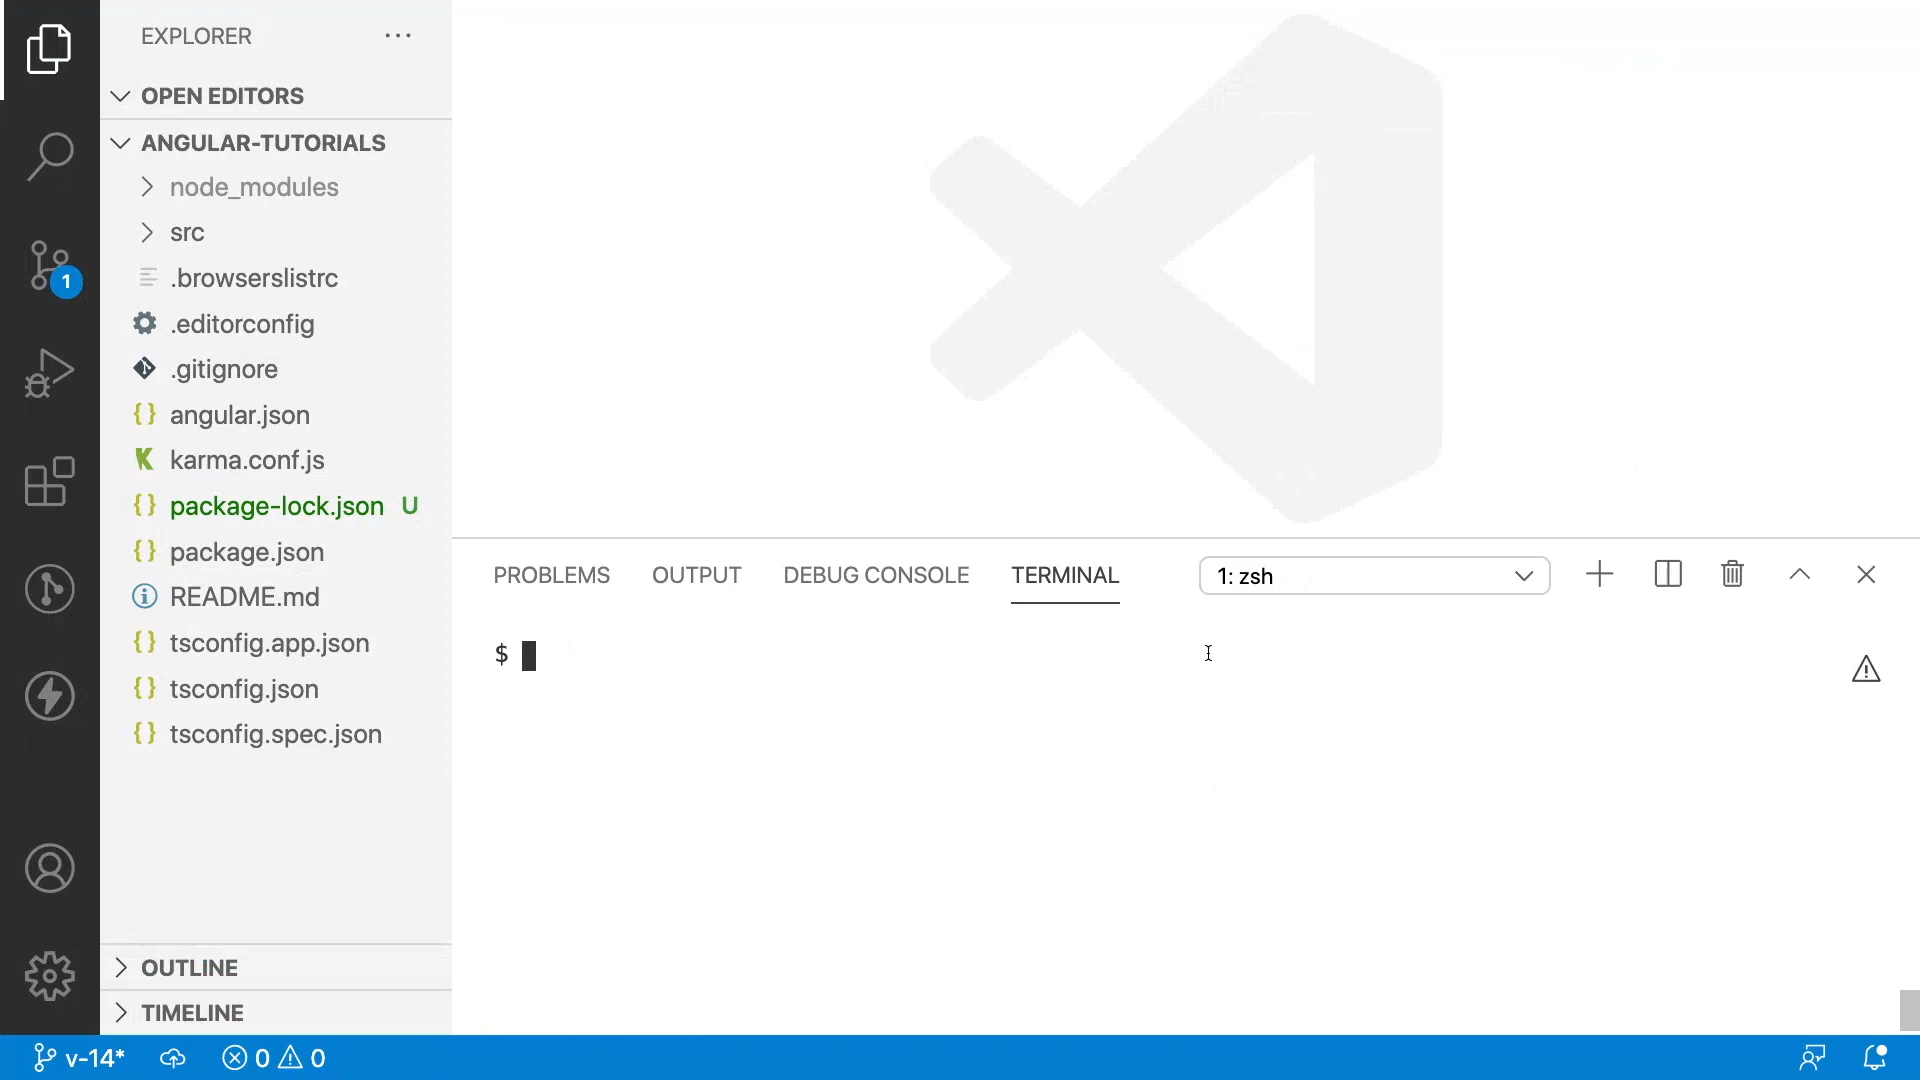 EXPLORER
OPEN EDITORS
ANGULAR-TUTORIALS
node_modules
src
.browserslistrc
.editorconfig
.gitignore
angular.json
karma.conf.js
package-lock.json U
package.json
README.md
tsconfig.app.json
tsconfig.json
tsconfig.spec.json
OUTLINE
TIMELINE
1
PROBLEMS OUTPUT DEBUG CONSOLE TERMINAL 1: zsh
$
v-14* 0 0